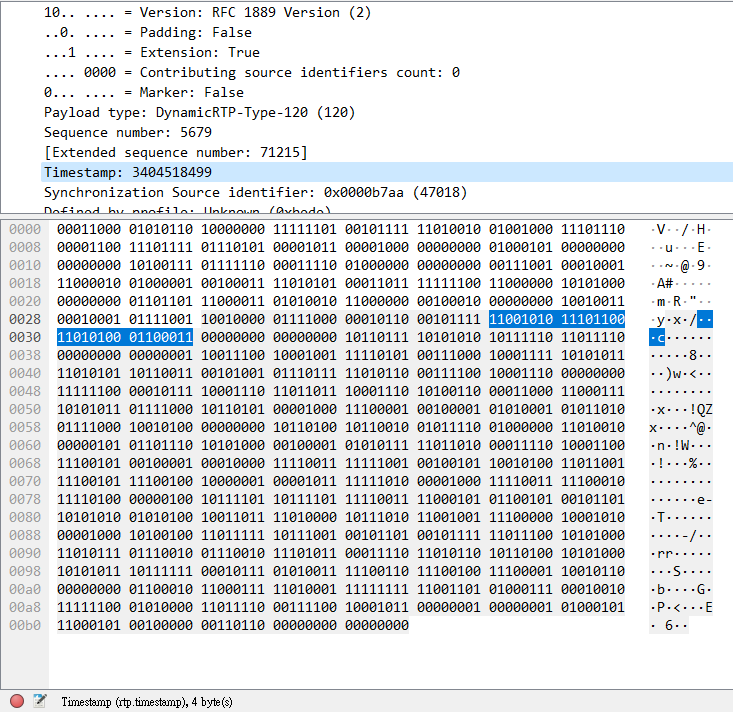 10.. .... = Version: RFC 1889 Version (2)
..0. .... = Padding: False
...1 .... = Extension: True
.... 0000 = Contributing source identifiers count: 0
0... .... = Marker: False
Payload type: DynamicRTP-Type-120 (120)
Sequence number: 5679
[Extended sequence number: 71215]
Timestamp: 3404518499
Synchronization Source identifier: 0x0000b7aa (47018)
Defined by profile: Unknown (0xbede)
0000 00011000 01010110 10000000 11111101 00101111 11010010 01001000 11101110 ·V··/·H·
0008 00001100 11101111 01110101 00001011 00001000 00000000 01000101 00000000 ··u···E·
0010 00000000 10100111 01111110 00011110 01000000 00000000 00111001 00010001 ··~·@·9·
0018 11000010 01000001 00100011 11011011 11111100 11000000 10101000 ·A#·····
0020 00000000 01101101 11000011 01010010 11000000 00100010 00000000 10010011 ·m·R·"··
0028 00010001 01111001 10010000 01111000 00010110 00101111 11001010 11101100 ·y·x·/··
0030 11010100 01100011 00000000 00000000 10110111 10101010 10111110 11011110 ·c······
0038 00000000 00000001 10011100 11001001 11110101 00111000 10001111 10101011 ·····8··
0040 11010101 10110011 00101001 01110111 11010110 00111100 10001110 00000000 ··)w·<··
0048 11111100 00010111 10001110 11011011 10001110 10100110 00011000 11000111 ········
0050 10101011 01111000 10110101 00001000 11100001 00100001 01010001 01011010 ·x···!QZ
0058 01111000 10010100 00000000 10110100 10110010 01011110 01000000 11010010 x····^@·
0060 00000101 01101110 10101000 00100001 01010111 11011010 00011110 10001100 ·n·!W···
0068 11100101 00100001 00010000 11110011 11111001 00100101 10010100 11011001 ·!···%··
0070 11100101 11100100 10000001 00001011 11111010 00001000 11110011 11100010 ········
0078 11110100 00000100 10111101 10111101 11110011 11000101 01100101 00101101 ······e-
0080 10101010 01010100 10011011 11010000 10111010 11001001 11100000 10001010 ·T······
0088 00001000 10100100 11011111 10111001 00101101 00101111 11011100 10101000 ····-/··
0090 11010111 01110010 01110010 11101011 00011110 11010110 10110100 10101000 ·rr·····
0098 10101011 10111111 00010111 01010011 11100110 11100100 11100001 10010110 ···S····
00a0 00000000 01100010 11000111 11010001 11111111 11001101 01000111 00010010 ·b····G·
00a8 11111100 01010000 11011110 00111100 10001011 00000001 00000001 01000101 ·P·<···E
00b0 11000101 00100000 00110110 00000000 00000000 · 6··
Timestamp (rtp.timestamp), 4 byte(s)